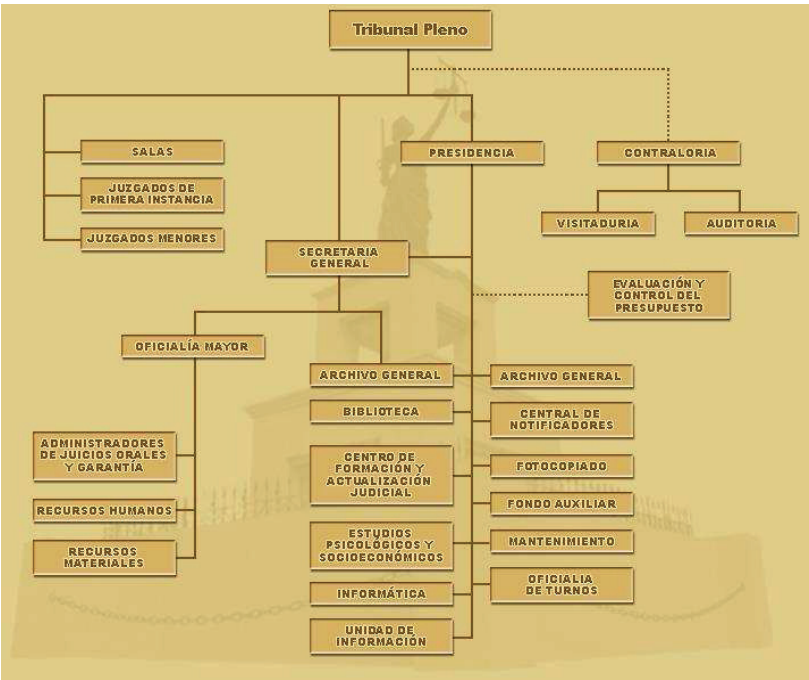 Tribunal Pleno
SALAS
JUZGADOS DE
PRIMERA INSTANCIA
JUZGADOS MENORES
PRESIDENCIA
CONTRALORIA
VISITADURIA
AUDITORIA
SECRETARIA
GENERAL
EVALUACIÓN Y
CONTROL DEL
PRESUPUESTO
OFICIALÍA MAYOR
ADMINISTRADORES
DE JUICIOS ORALES
Y GARANTÍA
RECURSOS HUMANOS
RECURSOS
MATERIALES
ARCHIVO GENERAL
BIBLIOTECA
CENTRO DE
FORMACIÓN Y
ACTUALIZACIÓN
JUDICIAL
ESTUDIOS
PSICOLÓGICOS Y
SOCIOECONÓMICOS
INFORMÁTICA
UNIDAD DE
INFORMACIÓN
ARCHIVO GENERAL
CENTRAL DE
NOTIFICADORES
FOTOCOPIADO
FONDO AUXILIAR
MANTENIMIENTO
OFICIALIA
DE TURNOS